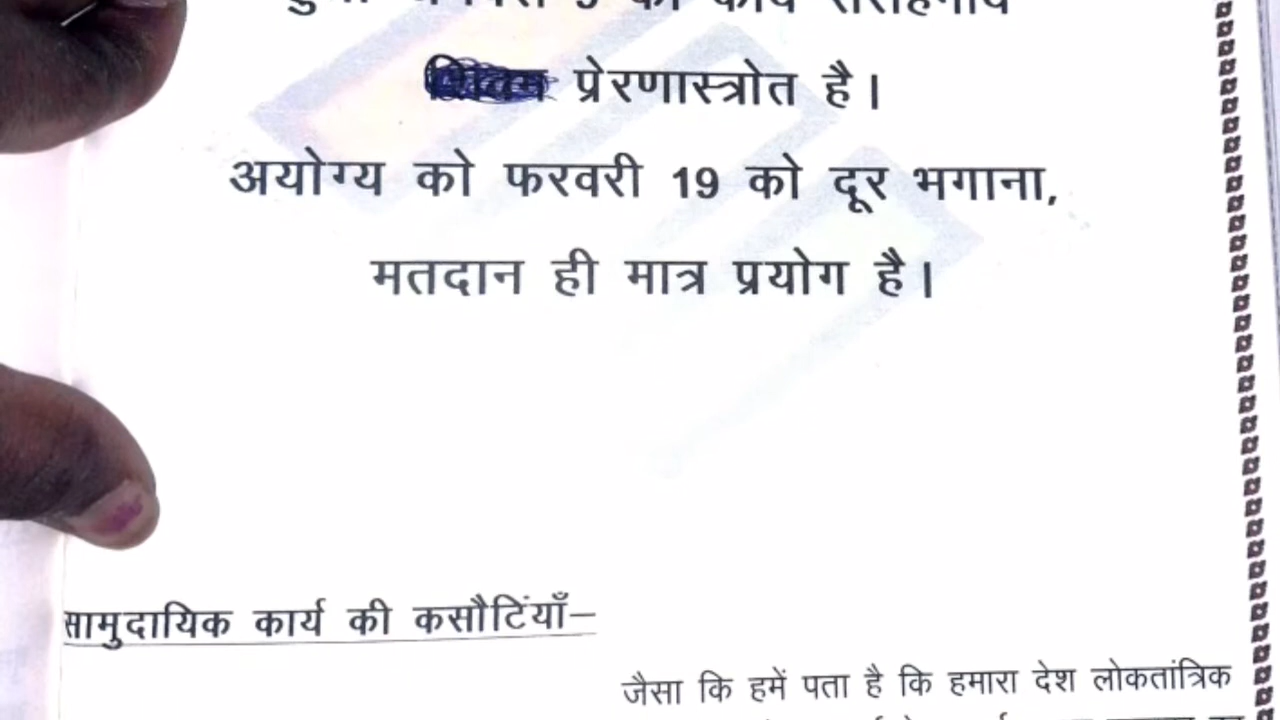 प्रेरणास्त्रोत है।
अयोग्य को फरवरी 19 को दूर भगाना,
मतदान ही मात्र प्रयोग है।
सामुदायिक कार्य की कसौटिंयाँ–
जैसा कि हमें पता है कि हमारा देश लोकतांत्रिक